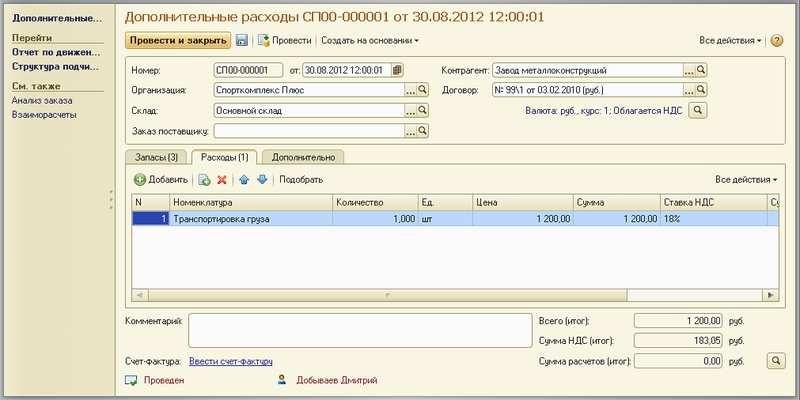 Дополнительные...
Перейти
Отчет по движен...
Структура подчи...
См. также
Анализ заказа
Взаиморасчеты
Дополнительные расходы СП00-000001 от 30.08.2012 12:00:01
Провести и закрыть Провести Создать на основании Все действия
Номер: СП00-000001 от: 30.08.2012 12:00:01 Контрагент: Завод металлоконструкций
Организация: Спорткомплекс Плюс Договор: № 99\1 от 03.02.2010 (руб.)
Склад: Основной склад Валюта: руб., курс: 1; Облагается НДС
Заказ поставщику:
Запасы (3) Расходы (1) Дополнительно
Добавить Подобрать Все действия
N Номенклатура Количество Ед. Цена Сумма Ставка НДС Су
1 Транспортировка груза 1,000 шт 1 200,00 1 200,00 18%
Комментарий: Всего (итог): 1 200,00 руб.
Сумма НДС (итог): 183,05 руб.
Счет-фактура: Ввести счет-фактуру Сумма расчетов (итог): 0,00 руб.
Проведен Добываев Дмитрий